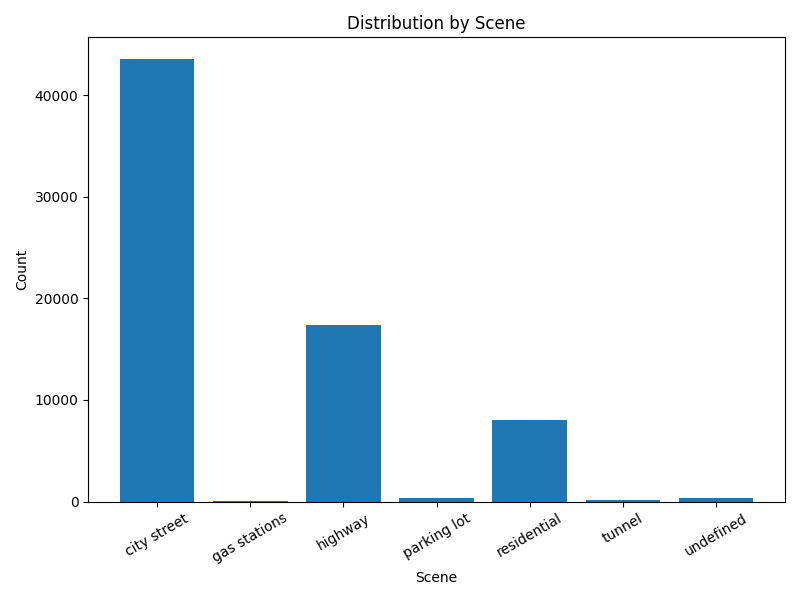 Distribution by Scene
Count
40000
30000
20000
10000
0
city street
gas stations
highway
parking lot
residential
tunnel
undefined
Scene